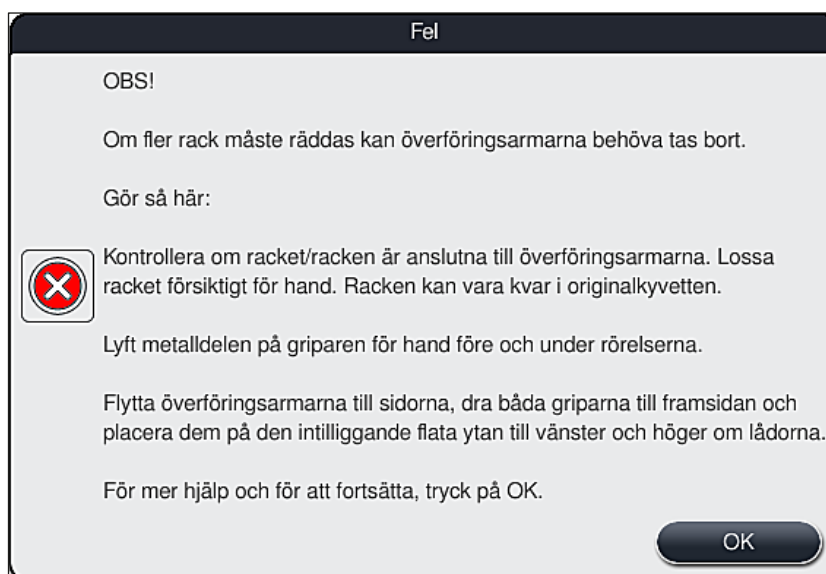 Fel
OBS!
Om fler rack måste räddas kan överföringsarmarna behöva tas bort.
Gör så här:
Kontrollera om racket/racken är anslutna till överföringsarmarna. Lossa
racket försiktigt för hand. Racken kan vara kvar i originalkyvetten.
Lyft metalldelen på griparen för hand före och under rörelserna.
Flytta överföringsarmarna till sidorna, dra båda griparna till framsidan och
placera dem på den intilliggande flata ytan till vänster och höger om lådorna.
För mer hjälp och för att fortsätta, tryck på OK.
OK